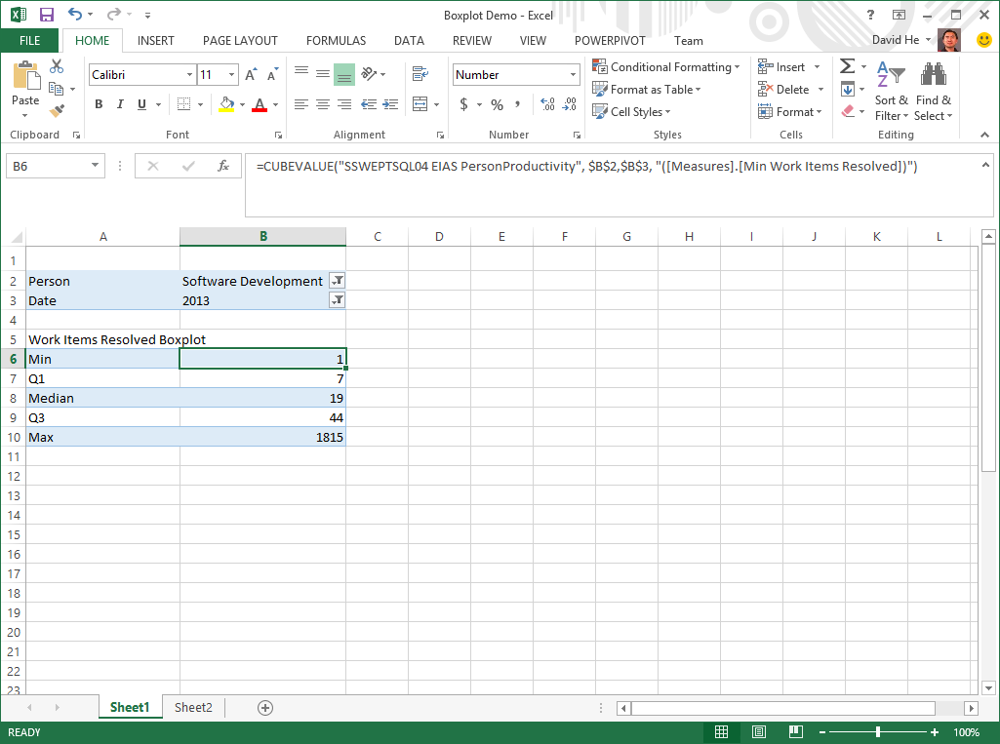 Boxplot Demo - Excel
?
FILE HOME INSERT PAGE LAYOUT FORMULAS DATA REVIEW VIEW POWERPIVOT Team David He
Paste
Calibri 11
B I U A
Number
$ % ,
Conditional Formatting
Format as Table
Cell Styles
Insert
Delete
Format
Sort & Filter
Find & Select
Clipboard Font Alignment Number Styles Cells Editing
B6 fx =CUBEVALUE("SSWEPTSQL04 EIAS PersonProductivity", $B$2,$B$3, "([Measures].[Min Work Items Resolved])")
A B C D E F G H I J K L
1
2 Person Software Development
3 Date 2013
4
5 Work Items Resolved Boxplot
6 Min 1
7 Q1 7
8 Median 19
9 Q3 44
10 Max 1815
11
12
13
14
15
16
17
18
19
20
21
22
23
Sheet1 Sheet2
READY 100%